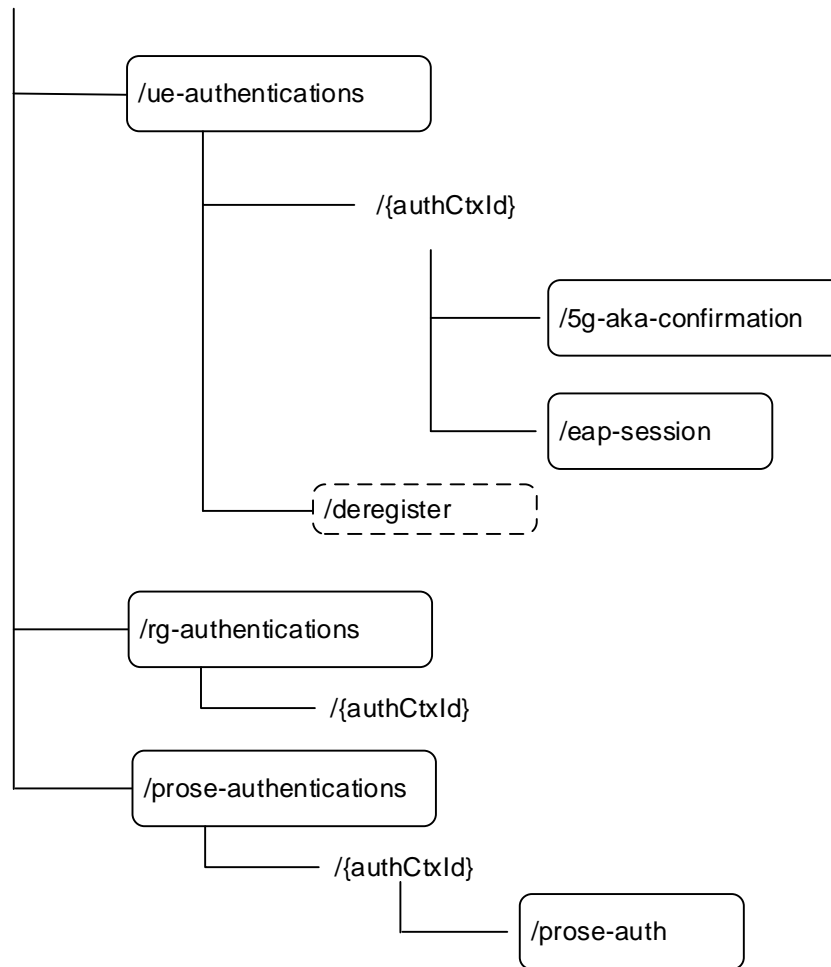 /ue-authentications
/{authCtxId}
/5g-aka-confirmation
/eap-session
/deregister
/rg-authentications
/{authCtxId}
/prose-authentications
/{authCtxId}
/prose-auth